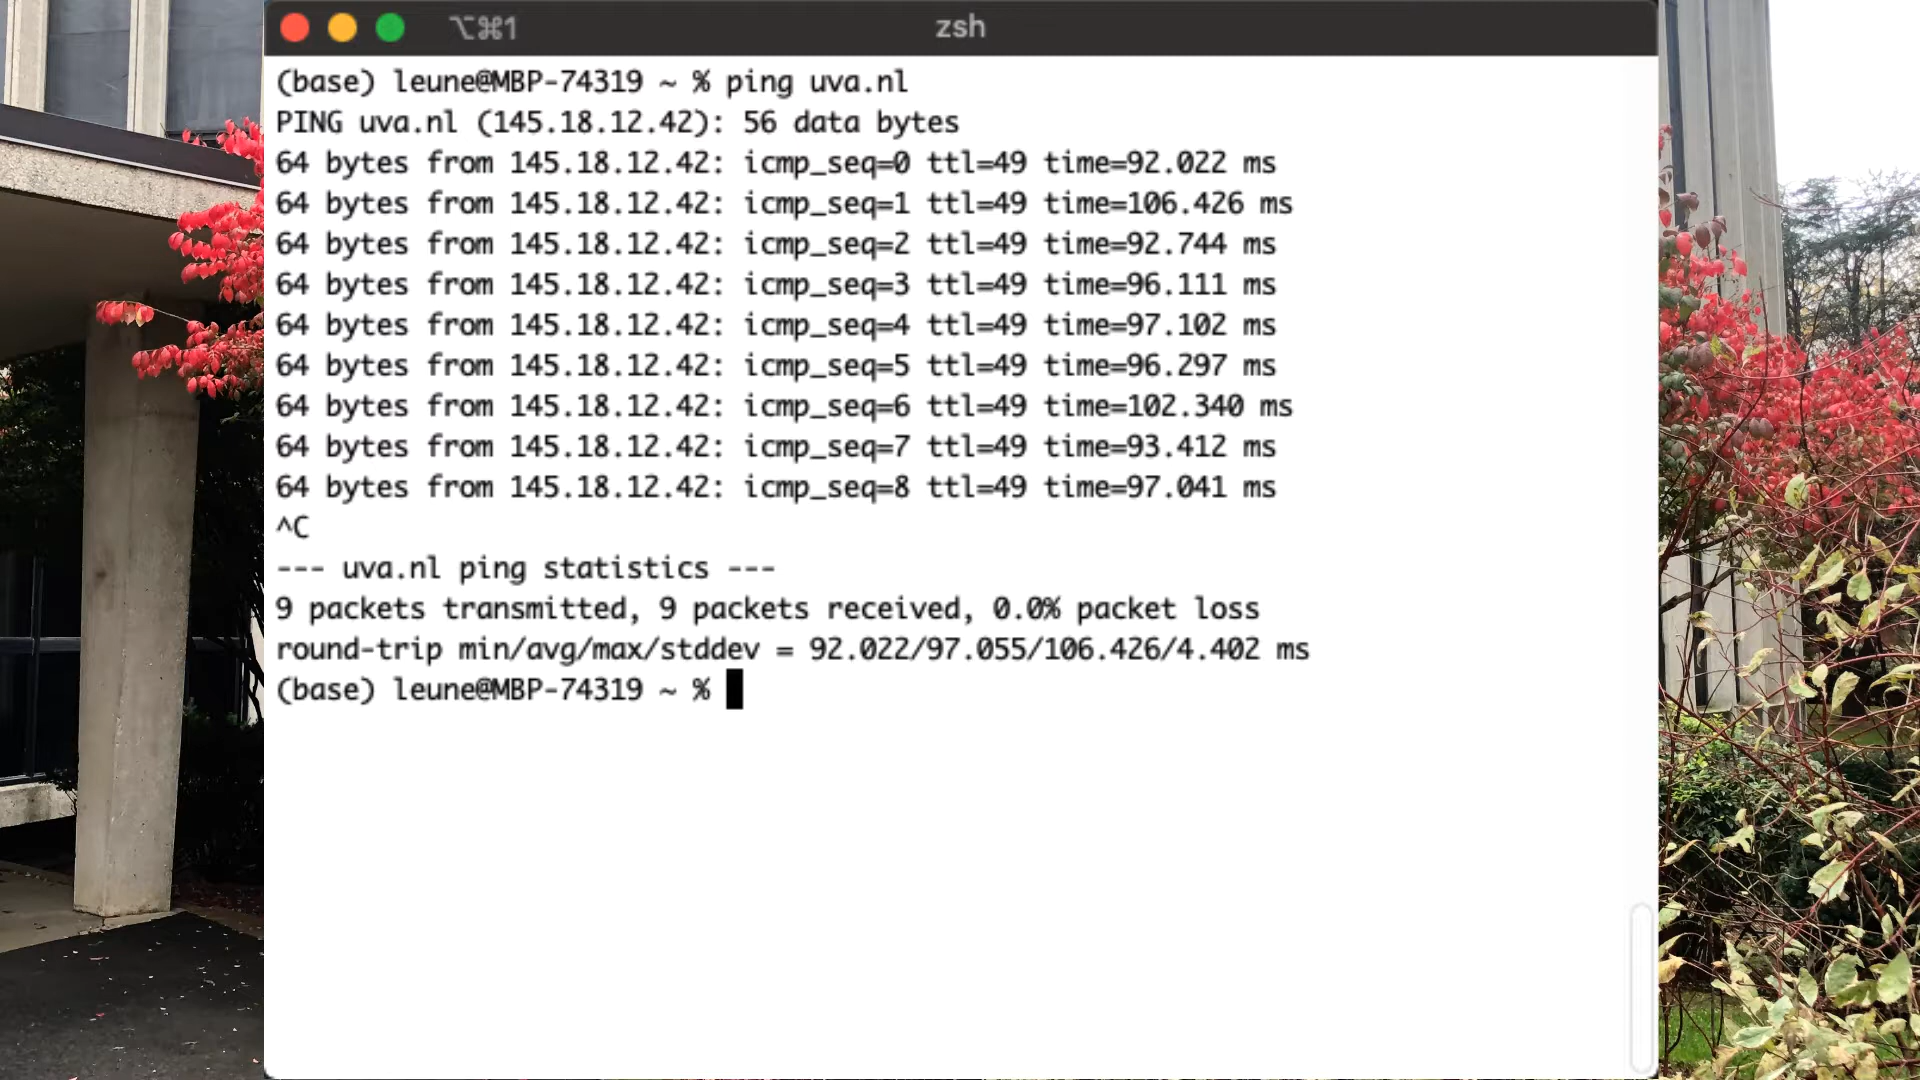 ⌥⌘1 zsh
(base) leune@MBP-74319 ~ % ping uva.nl
PING uva.nl (145.18.12.42): 56 data bytes
64 bytes from 145.18.12.42: icmp_seq=0 ttl=49 time=92.022 ms
64 bytes from 145.18.12.42: icmp_seq=1 ttl=49 time=106.426 ms
64 bytes from 145.18.12.42: icmp_seq=2 ttl=49 time=92.744 ms
64 bytes from 145.18.12.42: icmp_seq=3 ttl=49 time=96.111 ms
64 bytes from 145.18.12.42: icmp_seq=4 ttl=49 time=97.102 ms
64 bytes from 145.18.12.42: icmp_seq=5 ttl=49 time=96.297 ms
64 bytes from 145.18.12.42: icmp_seq=6 ttl=49 time=102.340 ms
64 bytes from 145.18.12.42: icmp_seq=7 ttl=49 time=93.412 ms
64 bytes from 145.18.12.42: icmp_seq=8 ttl=49 time=97.041 ms
^C
--- uva.nl ping statistics ---
9 packets transmitted, 9 packets received, 0.0% packet loss
round-trip min/avg/max/stddev = 92.022/97.055/106.426/4.402 ms
(base) leune@MBP-74319 ~ %